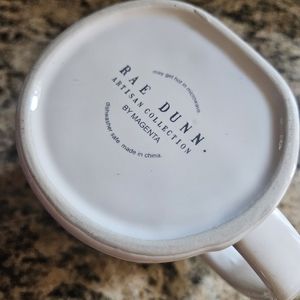 may get hot in microwave.
RAE DUNN.
ARTISAN COLLECTION
BY MAGENTA
dishwasher safe. made in china.